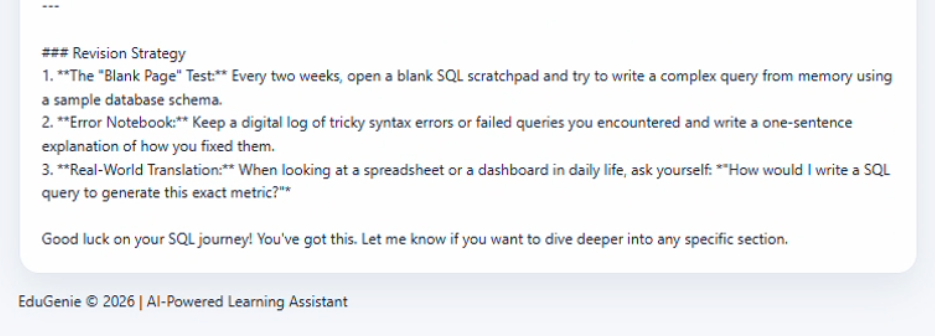 ---
### Revision Strategy
1. **The "Blank Page" Test:** Every two weeks, open a blank SQL scratchpad and try to write a complex query from memory using
a sample database schema.
2. **Error Notebook:** Keep a digital log of tricky syntax errors or failed queries you encountered and write a one-sentence
explanation of how you fixed them.
3. **Real-World Translation:** When looking at a spreadsheet or a dashboard in daily life, ask yourself: *"How would I write a SQL
query to generate this exact metric?"*
Good luck on your SQL journey! You've got this. Let me know if you want to dive deeper into any specific section.
EduGenie © 2026 | AI-Powered Learning Assistant